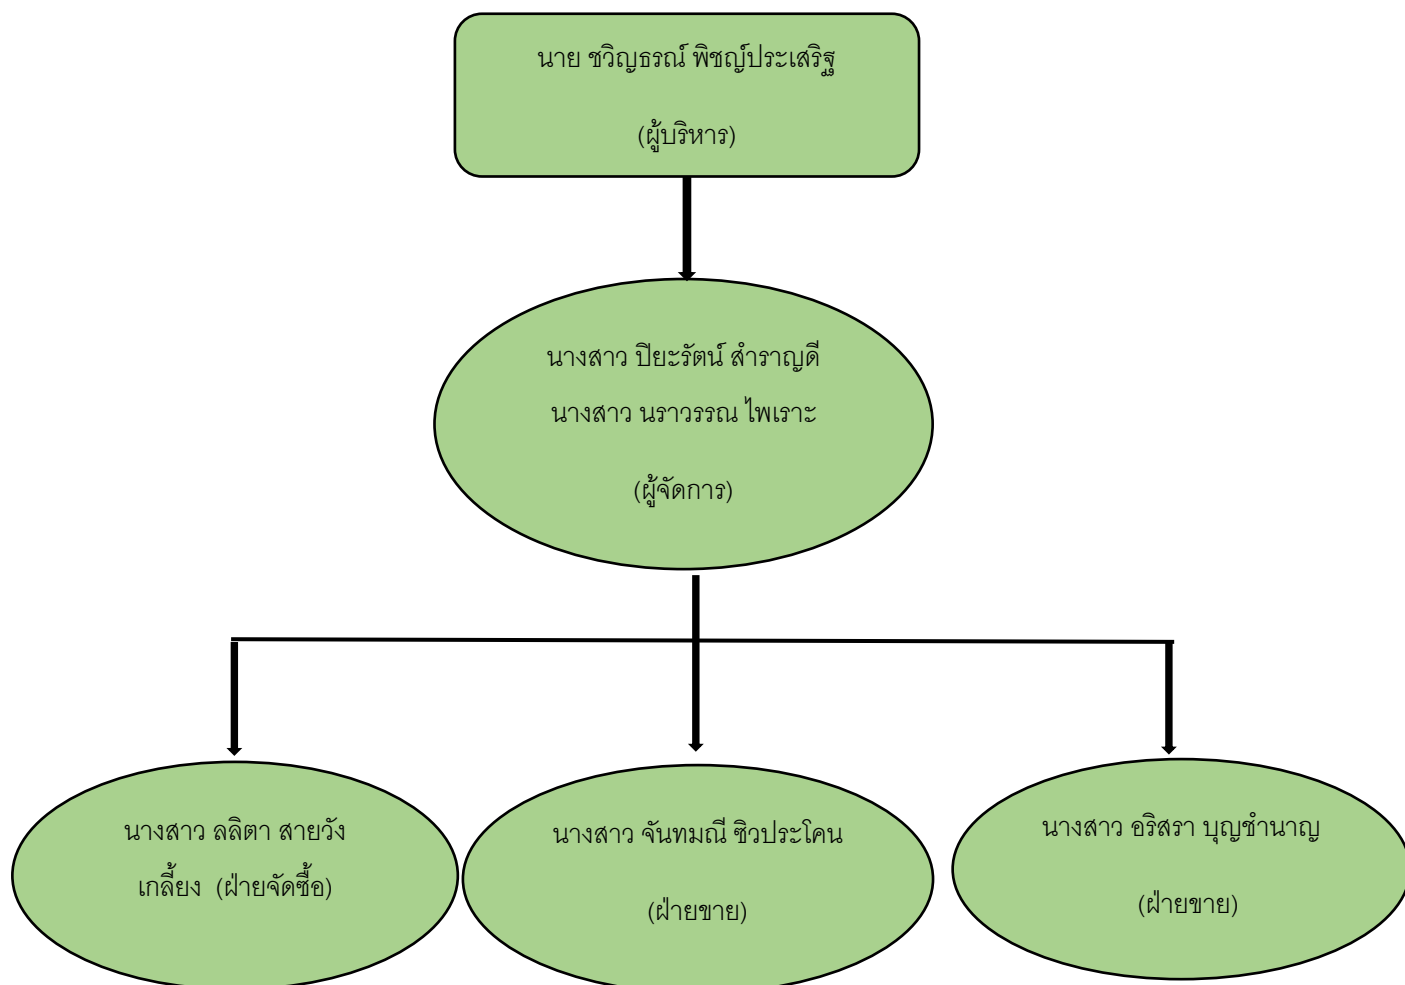 นาย ชวิญธรณ์ พิชญ์ประเสริฐ
(ผู้บริหาร)
นางสาว ปิยะรัตน์ สำราญดี
นางสาว นราวรรณ ไพเราะ
(ผู้จัดการ)
นางสาว ลลิตา สายวัง
เกลี้ยง (ฝ่ายจัดซื้อ)
นางสาว จันทมณี ชิวประโคน
(ฝ่ายขาย)
นางสาว อริสรา บุญชำนาญ
(ฝ่ายขาย)